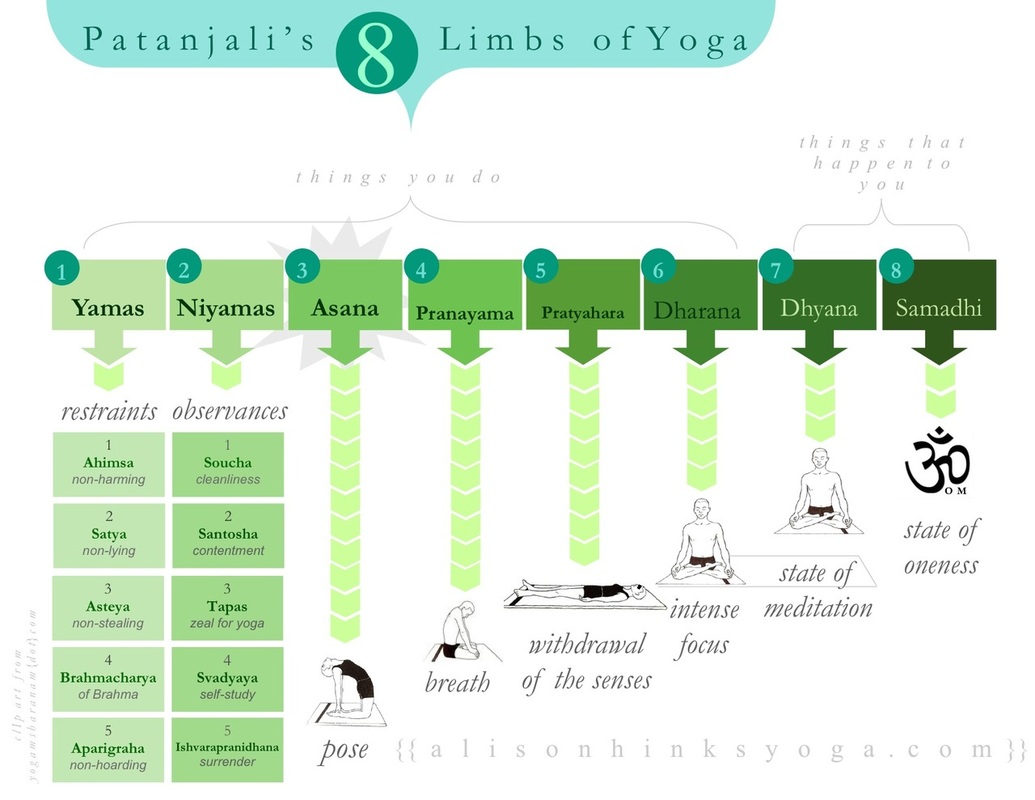 Patanjali's 8 Limbs of Yoga
things you do
things that
happen to
you
1
Yamas
2
Niyamas
3
Asana
4
Pranayama
5
Pratyahara
6
Dharana
7
Dhyana
8
Samadhi
restraints
1
Ahimsa
non-harming
2
Satya
non-lying
3
Asteya
non-stealing
4
Brahmacharya
of Brahma
5
Aparigraha
non-hoarding
observances
1
Soucha
cleanliness
2
Santosha
contentment
3
Tapas
zeal for yoga
4
Svadyaya
self-study
5
Ishvarapranidhana
surrender
pose
breath
withdrawal
of the senses
intense
focus
state of
meditation
ॐ
OM
state of
oneness
{{alisonhinksyoga.com}}
clip art from
yogamsharanam{dot}com